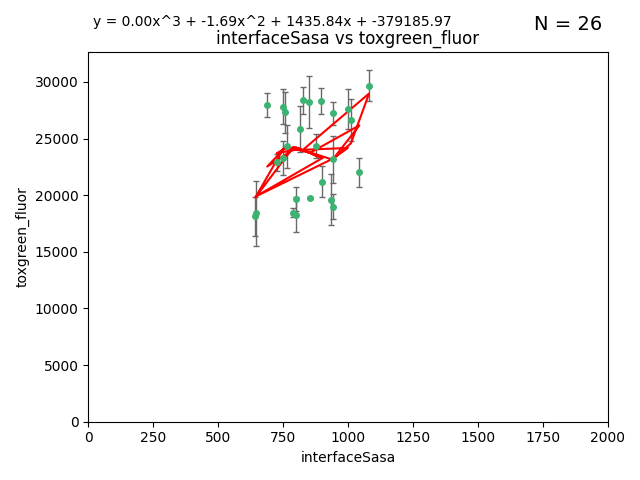 y = 0.00x^3 + -1.69x^2 + 1435.84x + -379185.97
N = 26
interfaceSasa vs toxgreen_fluor
30000
25000
20000
15000
10000
5000
0
toxgreen_fluor
0 250 500 750 1000 1250 1500 1750 2000
interfaceSasa